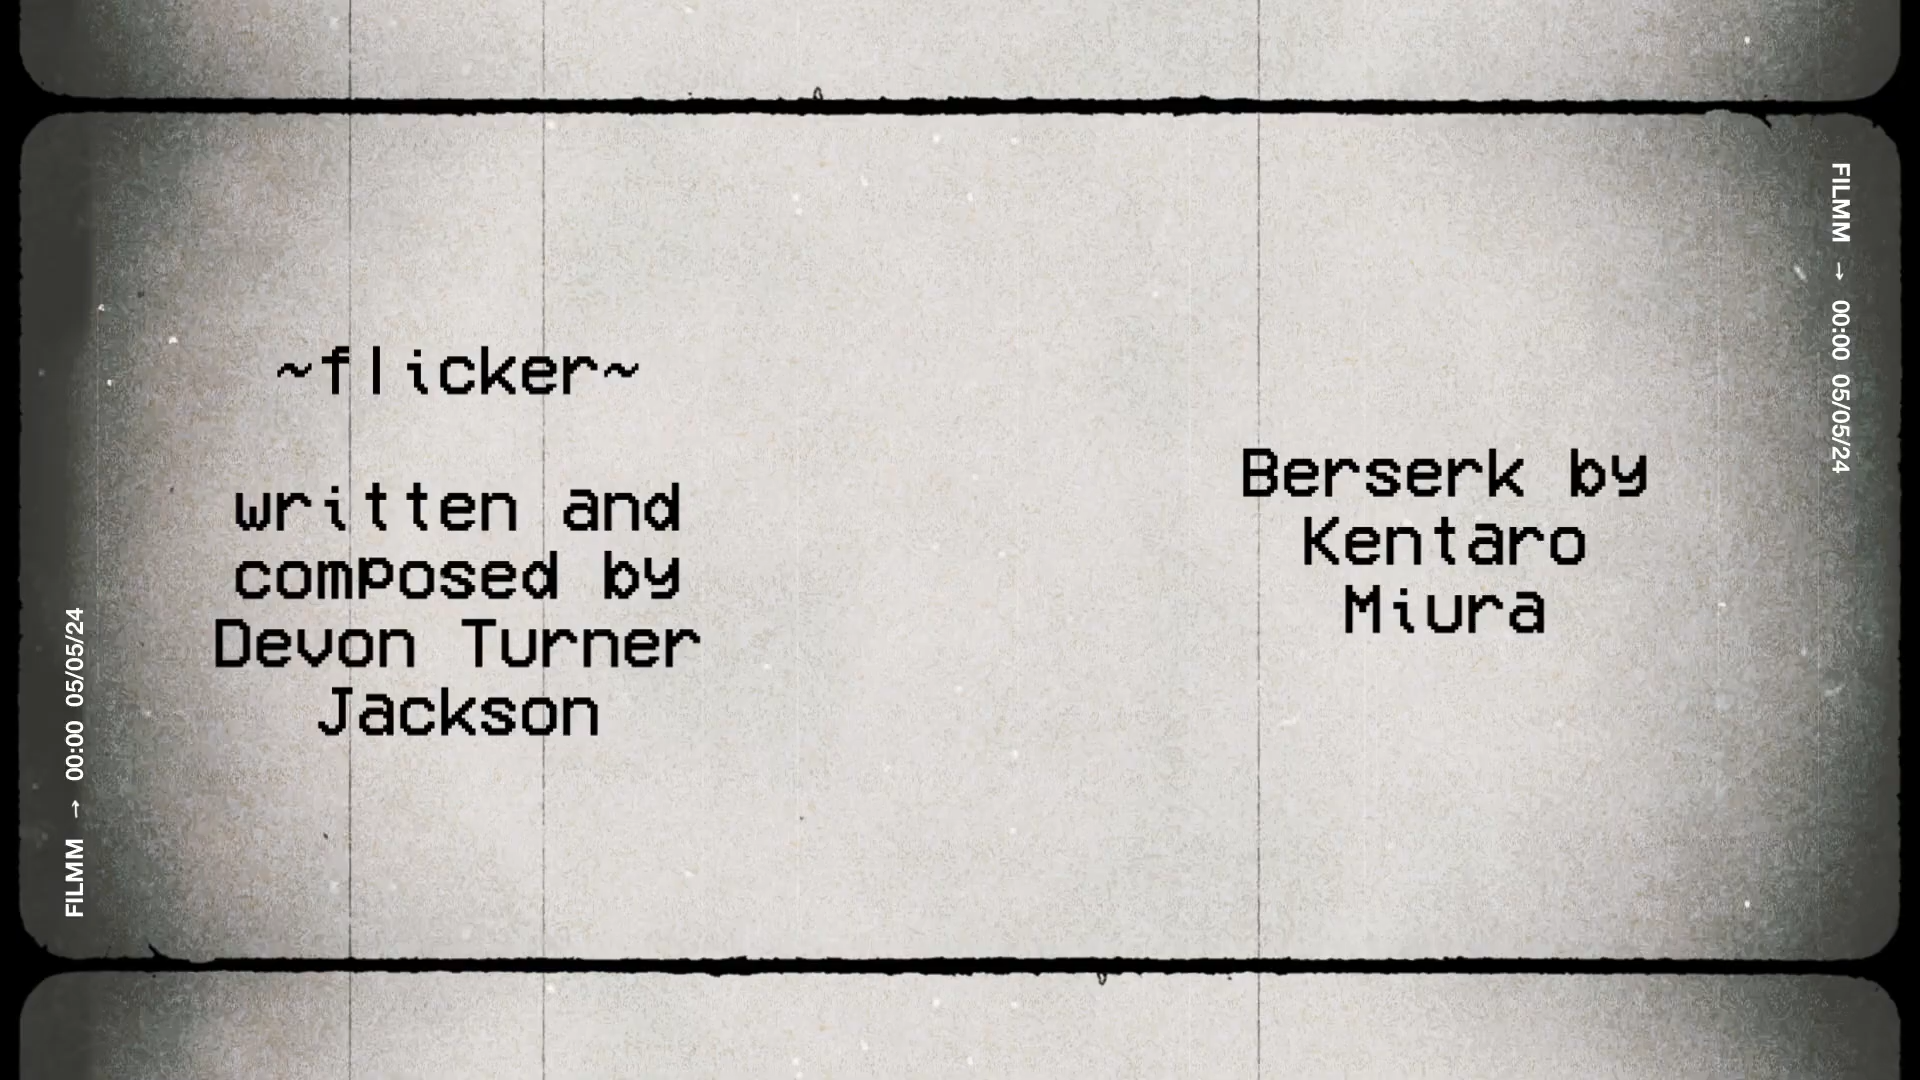 ~flicker~
written and
composed by
Devon Turner
Jackson
Berserk by
Kentaro
Miura
FILMM → 00:00 05/05/24
FILMM → 00:00 05/05/24